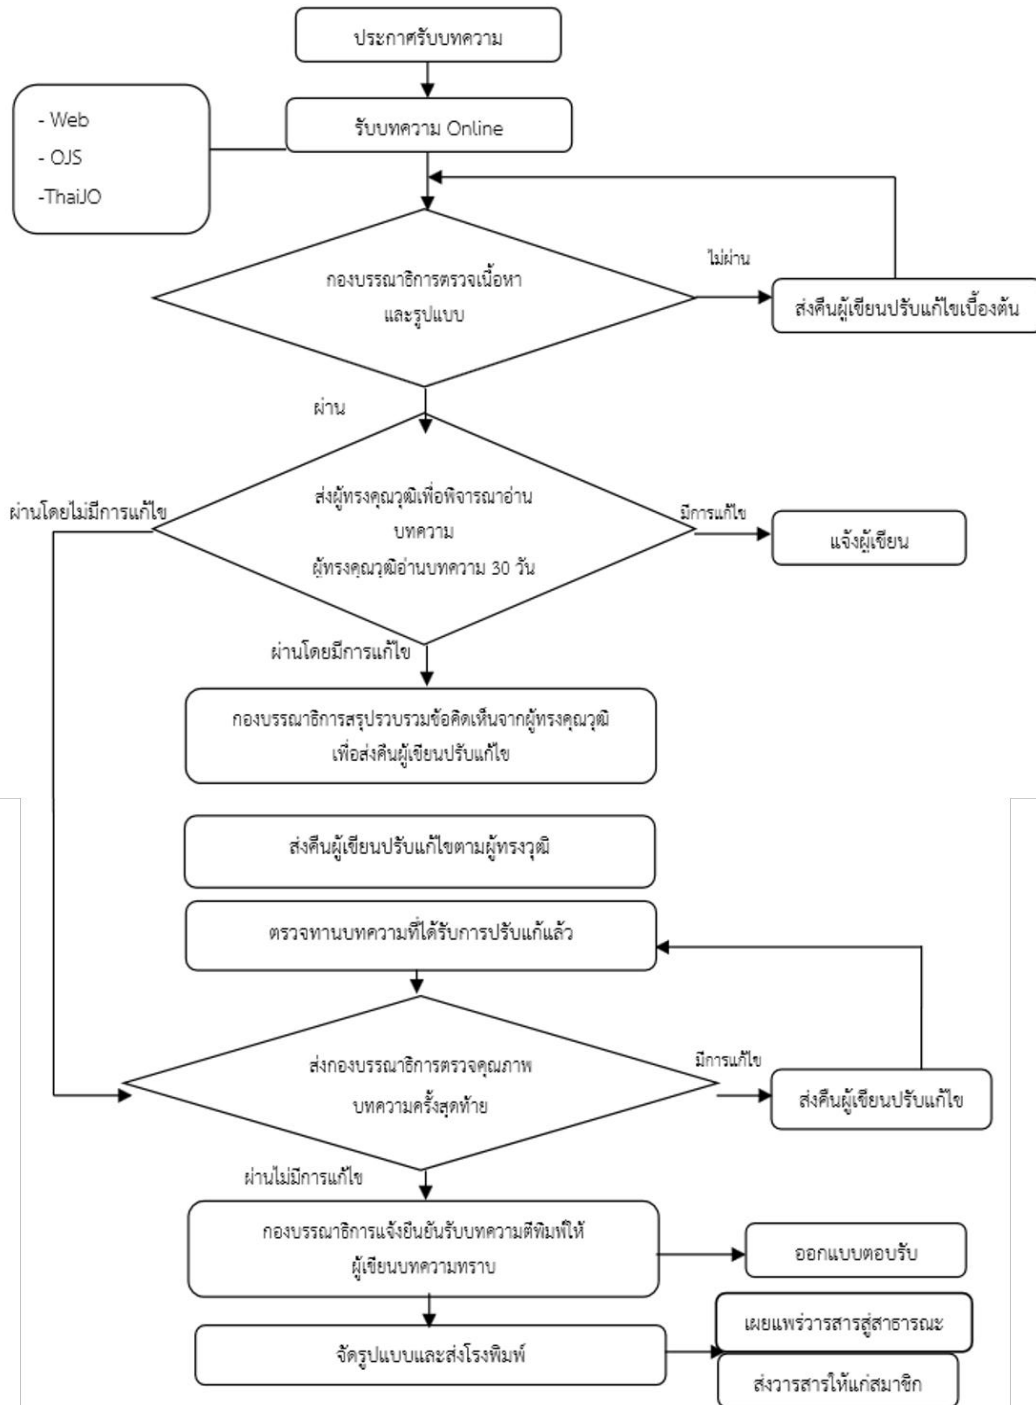 ประกาศรับบทความ
- Web
- OJS
-ThaiJO
รับบทความ Online
กองบรรณาธิการตรวจเนื้อหา
และรูปแบบ
ไม่ผ่าน
ส่งคืนผู้เขียนปรับแก้ไขเบื้องต้น
ผ่าน
ผ่านโดยไม่มีการแก้ไข
ส่งผู้ทรงคุณวุฒิเพื่อพิจารณาอ่าน
บทความ
ผู้ทรงคุณวุฒิอ่านบทความ 30 วัน
มีการแก้ไข
แจ้งผู้เขียน
ผ่านโดยมีการแก้ไข
กองบรรณาธิการสรุปรวบรวมข้อคิดเห็นจากผู้ทรงคุณวุฒิ
เพื่อส่งคืนผู้เขียนปรับแก้ไข
ส่งคืนผู้เขียนปรับแก้ไขตามผู้ทรงวุฒิ
ตรวจทานบทความที่ได้รับการปรับแก้แล้ว
ส่งกองบรรณาธิการตรวจคุณภาพ
บทความครั้งสุดท้าย
มีการแก้ไข
ส่งคืนผู้เขียนปรับแก้ไข
ผ่านไม่มีการแก้ไข
กองบรรณาธิการแจ้งยืนยันรับบทความตีพิมพ์ให้
ผู้เขียนบทความทราบ
ออกแบบตอบรับ
จัดรูปแบบและส่งโรงพิมพ์
เผยแพร่วารสารสู่สาธารณะ
ส่งวารสารให้แก่สมาชิก